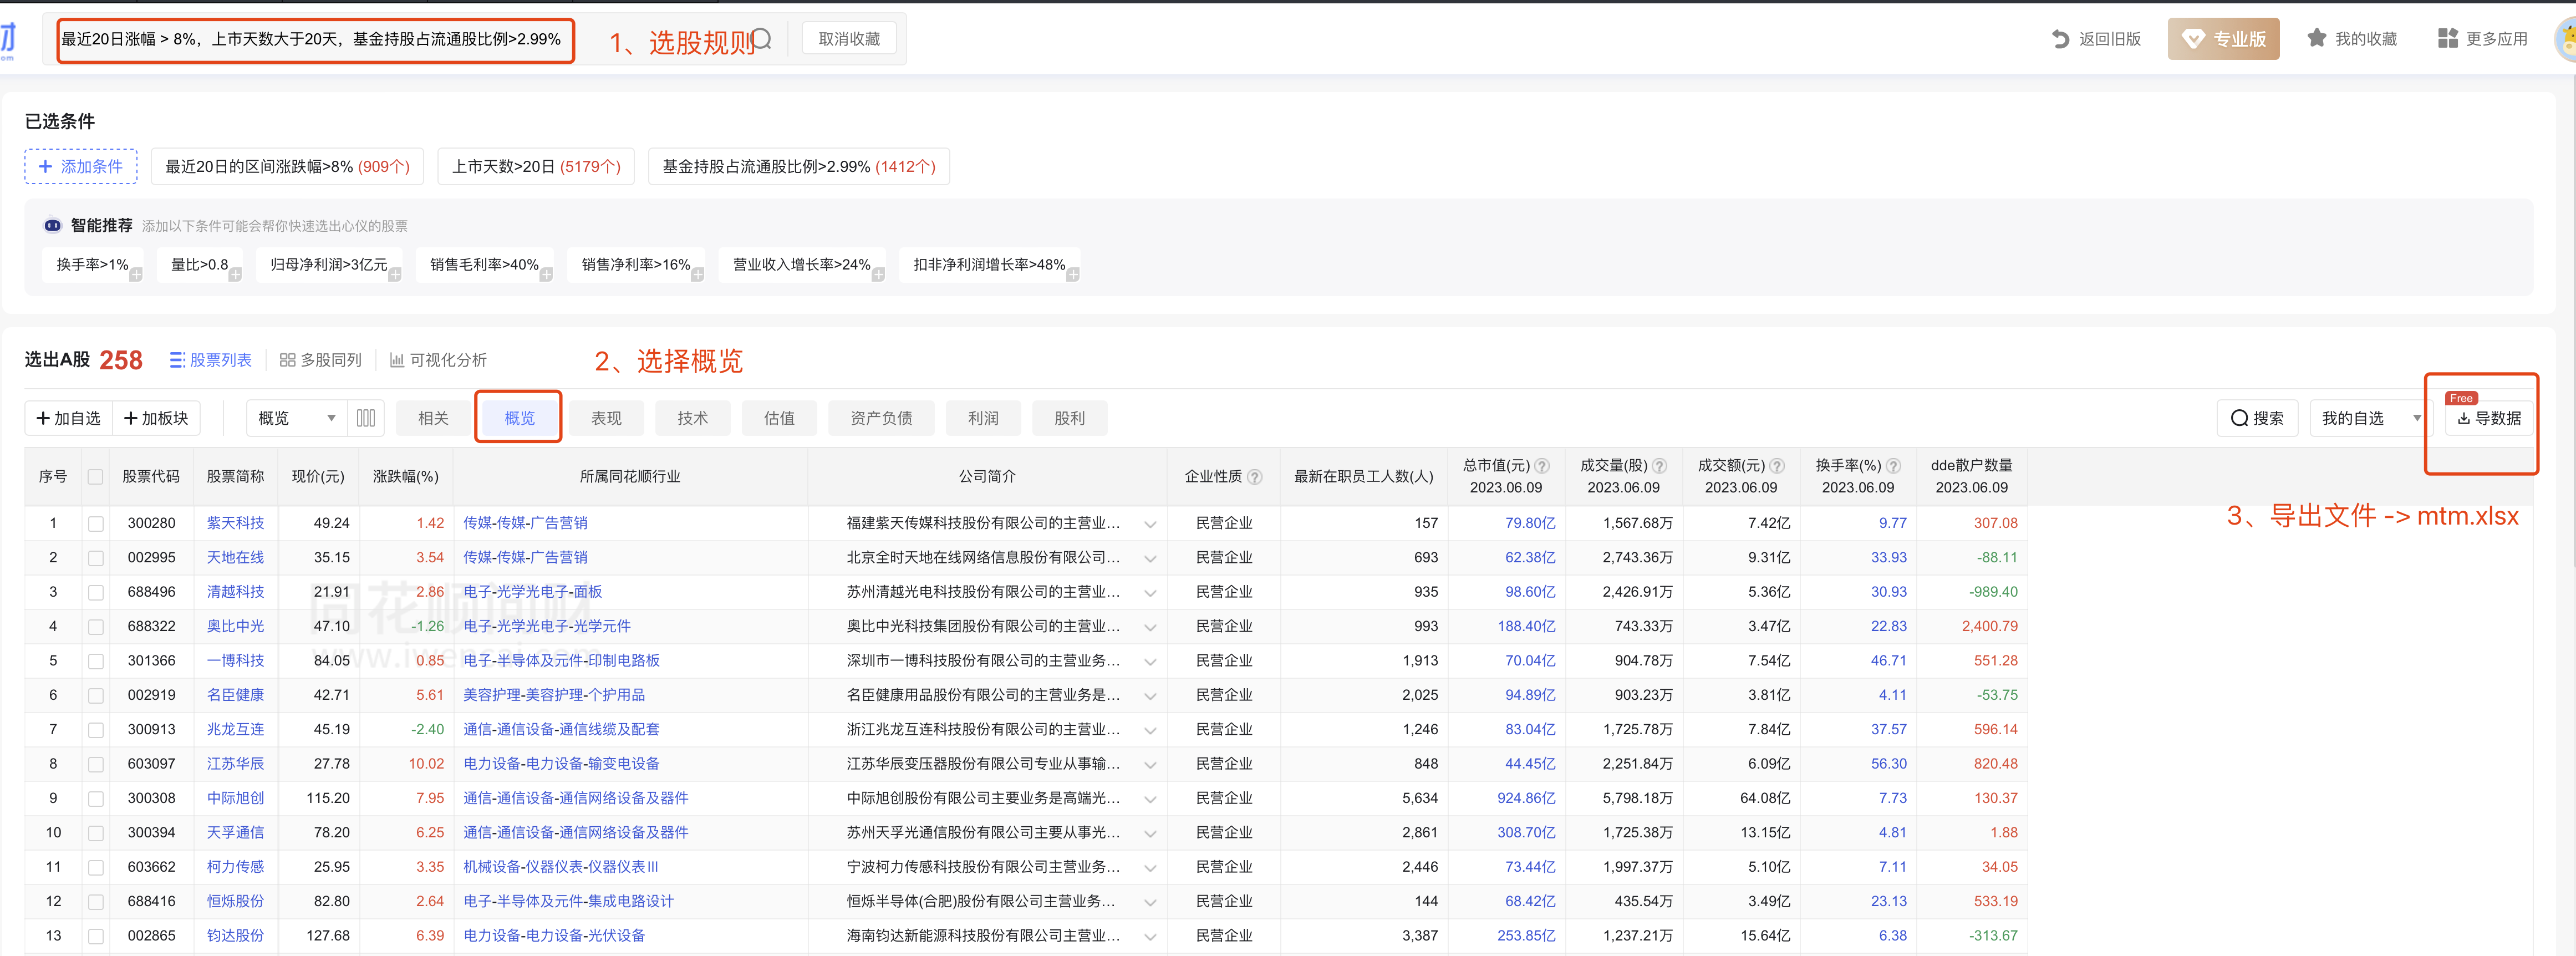 财
om
最近20日涨幅 > 8%，上市天数大于20天，基金持股占流通股比例>2.99%
1、选股规则
取消收藏
返回旧版
专业版
我的收藏
更多应用
已选条件
+ 添加条件
最近20日的区间涨跌幅>8% (909个)
上市天数>20日 (5179个)
基金持股占流通股比例>2.99% (1412个)
智能推荐 添加以下条件可能会帮你快速选出心仪的股票
换手率>1%
量比>0.8
归母净利润>3亿元
销售毛利率>40%
销售净利率>16%
营业收入增长率>24%
扣非净利润增长率>48%
选出A股 258
股票列表
多股同列
可视化分析
2、选择概览
+ 加自选
+ 加板块
概览
相关
概览
表现
技术
估值
资产负债
利润
股利
搜索
我的自选
Free
导数据
3、导出文件 -> mtm.xlsx
序号 股票代码 股票简称 现价(元) 涨跌幅(%) 所属同花顺行业 公司简介 企业性质 ? 最新在职员工人数(人) 总市值(元) ? 2023.06.09 成交量(股) ? 2023.06.09 成交额(元) ? 2023.06.09 换手率(%) ? 2023.06.09 dde散户数量 2023.06.09
1 300280 紫天科技 49.24 1.42 传媒-传媒-广告营销 福建紫天传媒科技股份有限公司的主营业... 民营企业 157 79.80亿 1,567.68万 7.42亿 9.77 307.08
2 002995 天地在线 35.15 3.54 传媒-传媒-广告营销 北京全时天地在线网络信息股份有限公司... 民营企业 693 62.38亿 2,743.36万 9.31亿 33.93 -88.11
3 688496 清越科技 21.91 2.86 电子-光学光电子-面板 苏州清越光电科技股份有限公司的主营业... 民营企业 935 98.60亿 2,426.91万 5.36亿 30.93 -989.40
4 688322 奥比中光 47.10 -1.26 电子-光学光电子-光学元件 奥比中光科技集团股份有限公司的主营业... 民营企业 993 188.40亿 743.33万 3.47亿 22.83 2,400.79
5 301366 一博科技 84.05 0.85 电子-半导体及元件-印制电路板 深圳市一博科技股份有限公司的主营业务... 民营企业 1,913 70.04亿 904.78万 7.54亿 46.71 551.28
6 002919 名臣健康 42.71 5.61 美容护理-美容护理-个护用品 名臣健康用品股份有限公司的主营业务是... 民营企业 2,025 94.89亿 903.23万 3.81亿 4.11 -53.75
7 300913 兆龙互连 45.19 -2.40 通信-通信设备-通信线缆及配套 浙江兆龙互连科技股份有限公司的主营业... 民营企业 1,246 83.04亿 1,725.78万 7.84亿 37.57 596.14
8 603097 江苏华辰 27.78 10.02 电力设备-电力设备-输变电设备 江苏华辰变压器股份有限公司专业从事输... 民营企业 848 44.45亿 2,251.84万 6.09亿 56.30 820.48
9 300308 中际旭创 115.20 7.95 通信-通信设备-通信网络设备及器件 中际旭创股份有限公司主要业务是高端光... 民营企业 5,634 924.86亿 5,798.18万 64.08亿 7.73 130.37
10 300394 天孚通信 78.20 6.25 通信-通信设备-通信网络设备及器件 苏州天孚光通信股份有限公司主要从事光... 民营企业 2,861 308.70亿 1,725.38万 13.15亿 4.81 1.88
11 603662 柯力传感 25.95 3.35 机械设备-仪器仪表-仪器仪表Ⅲ 宁波柯力传感科技股份有限公司主营业务... 民营企业 2,446 73.44亿 1,997.37万 5.10亿 7.11 34.05
12 688416 恒烁股份 82.80 2.64 电子-半导体及元件-集成电路设计 恒烁半导体(合肥)股份有限公司主营业务... 民营企业 144 68.42亿 435.54万 3.49亿 23.13 533.19
13 002865 钧达股份 127.68 6.39 电力设备-电力设备-光伏设备 海南钧达新能源科技股份有限公司主营业... 民营企业 3,387 253.85亿 1,237.21万 15.64亿 6.38 -313.67
同花顺问财
www.iwencai.com